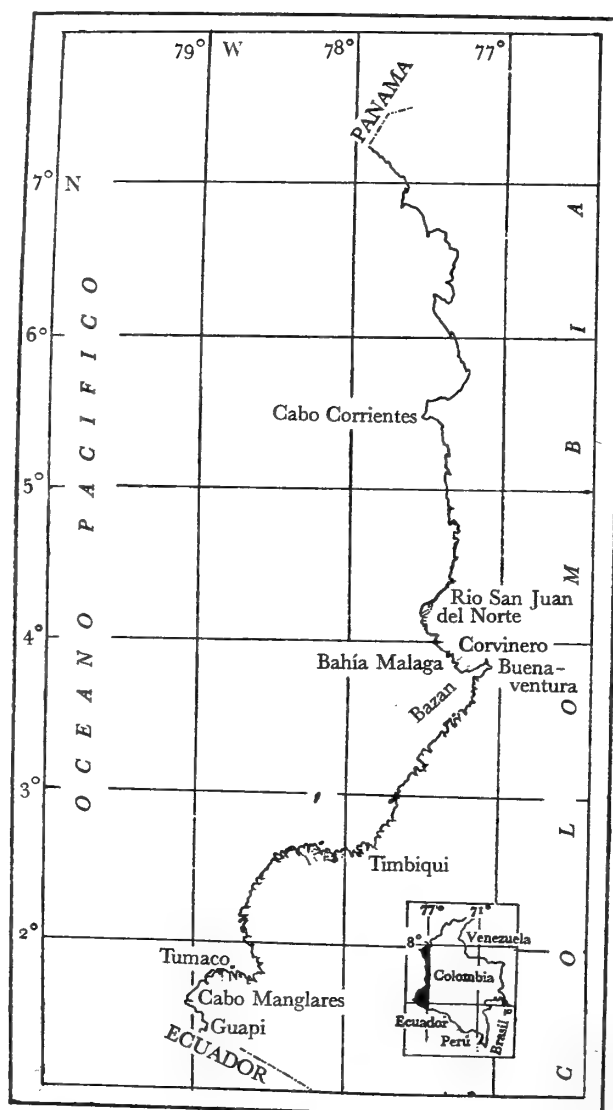 79° W 78° 77°
PANAMA
7° N
6°
Cabo Corrientes
5°
Rio San Juan
del Norte
4°
Corvinero
Bahía Malaga
Buena-
ventura
Bazan
3°
Timbiqui
2°
Tumaco
Cabo Manglares
Guapi
ECUADOR
OCEANO PACIFICO
COLOMBIA
77° 71°
8°
Venezuela
Colombia
Ecuador
Perú
Brasil